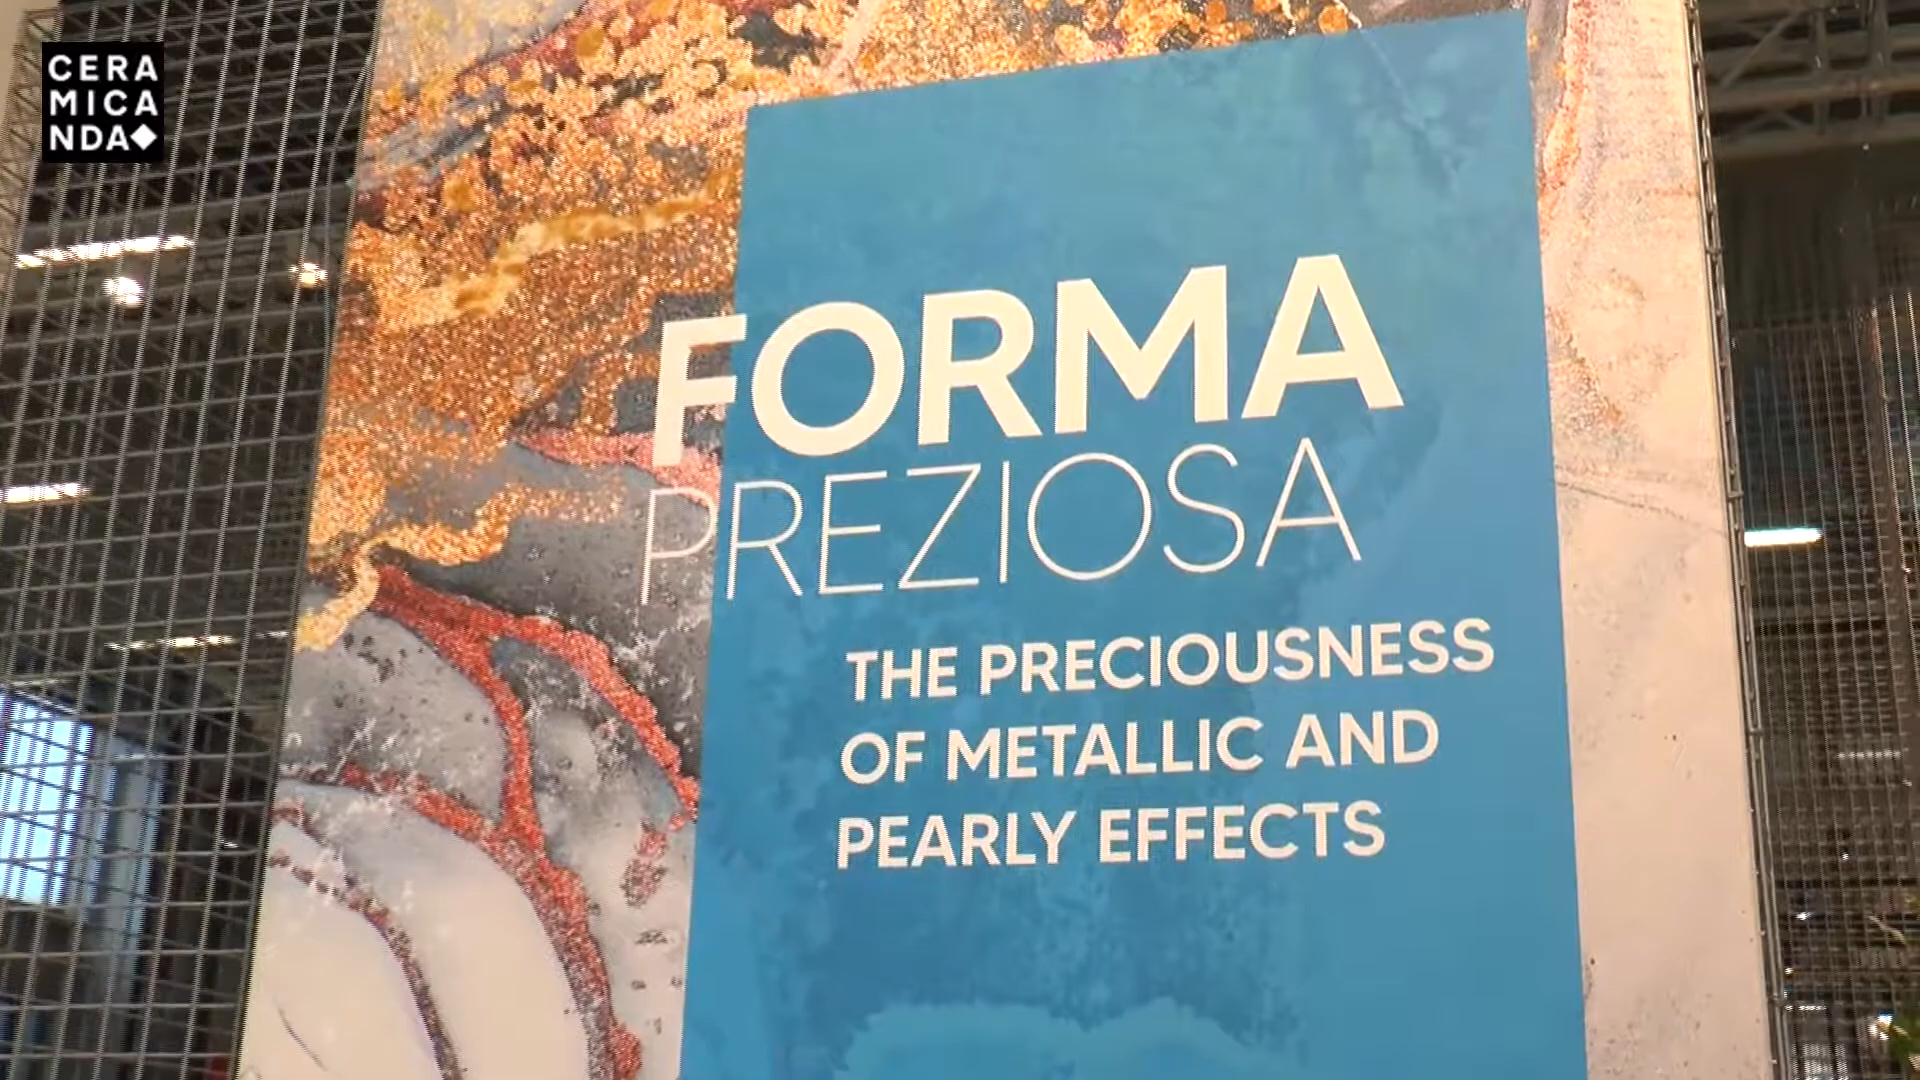 CERA
MICA
NDA
FORMA
PREZIOSA
THE PRECIOUSNESS
OF METALLIC AND
PEARLY EFFECTS